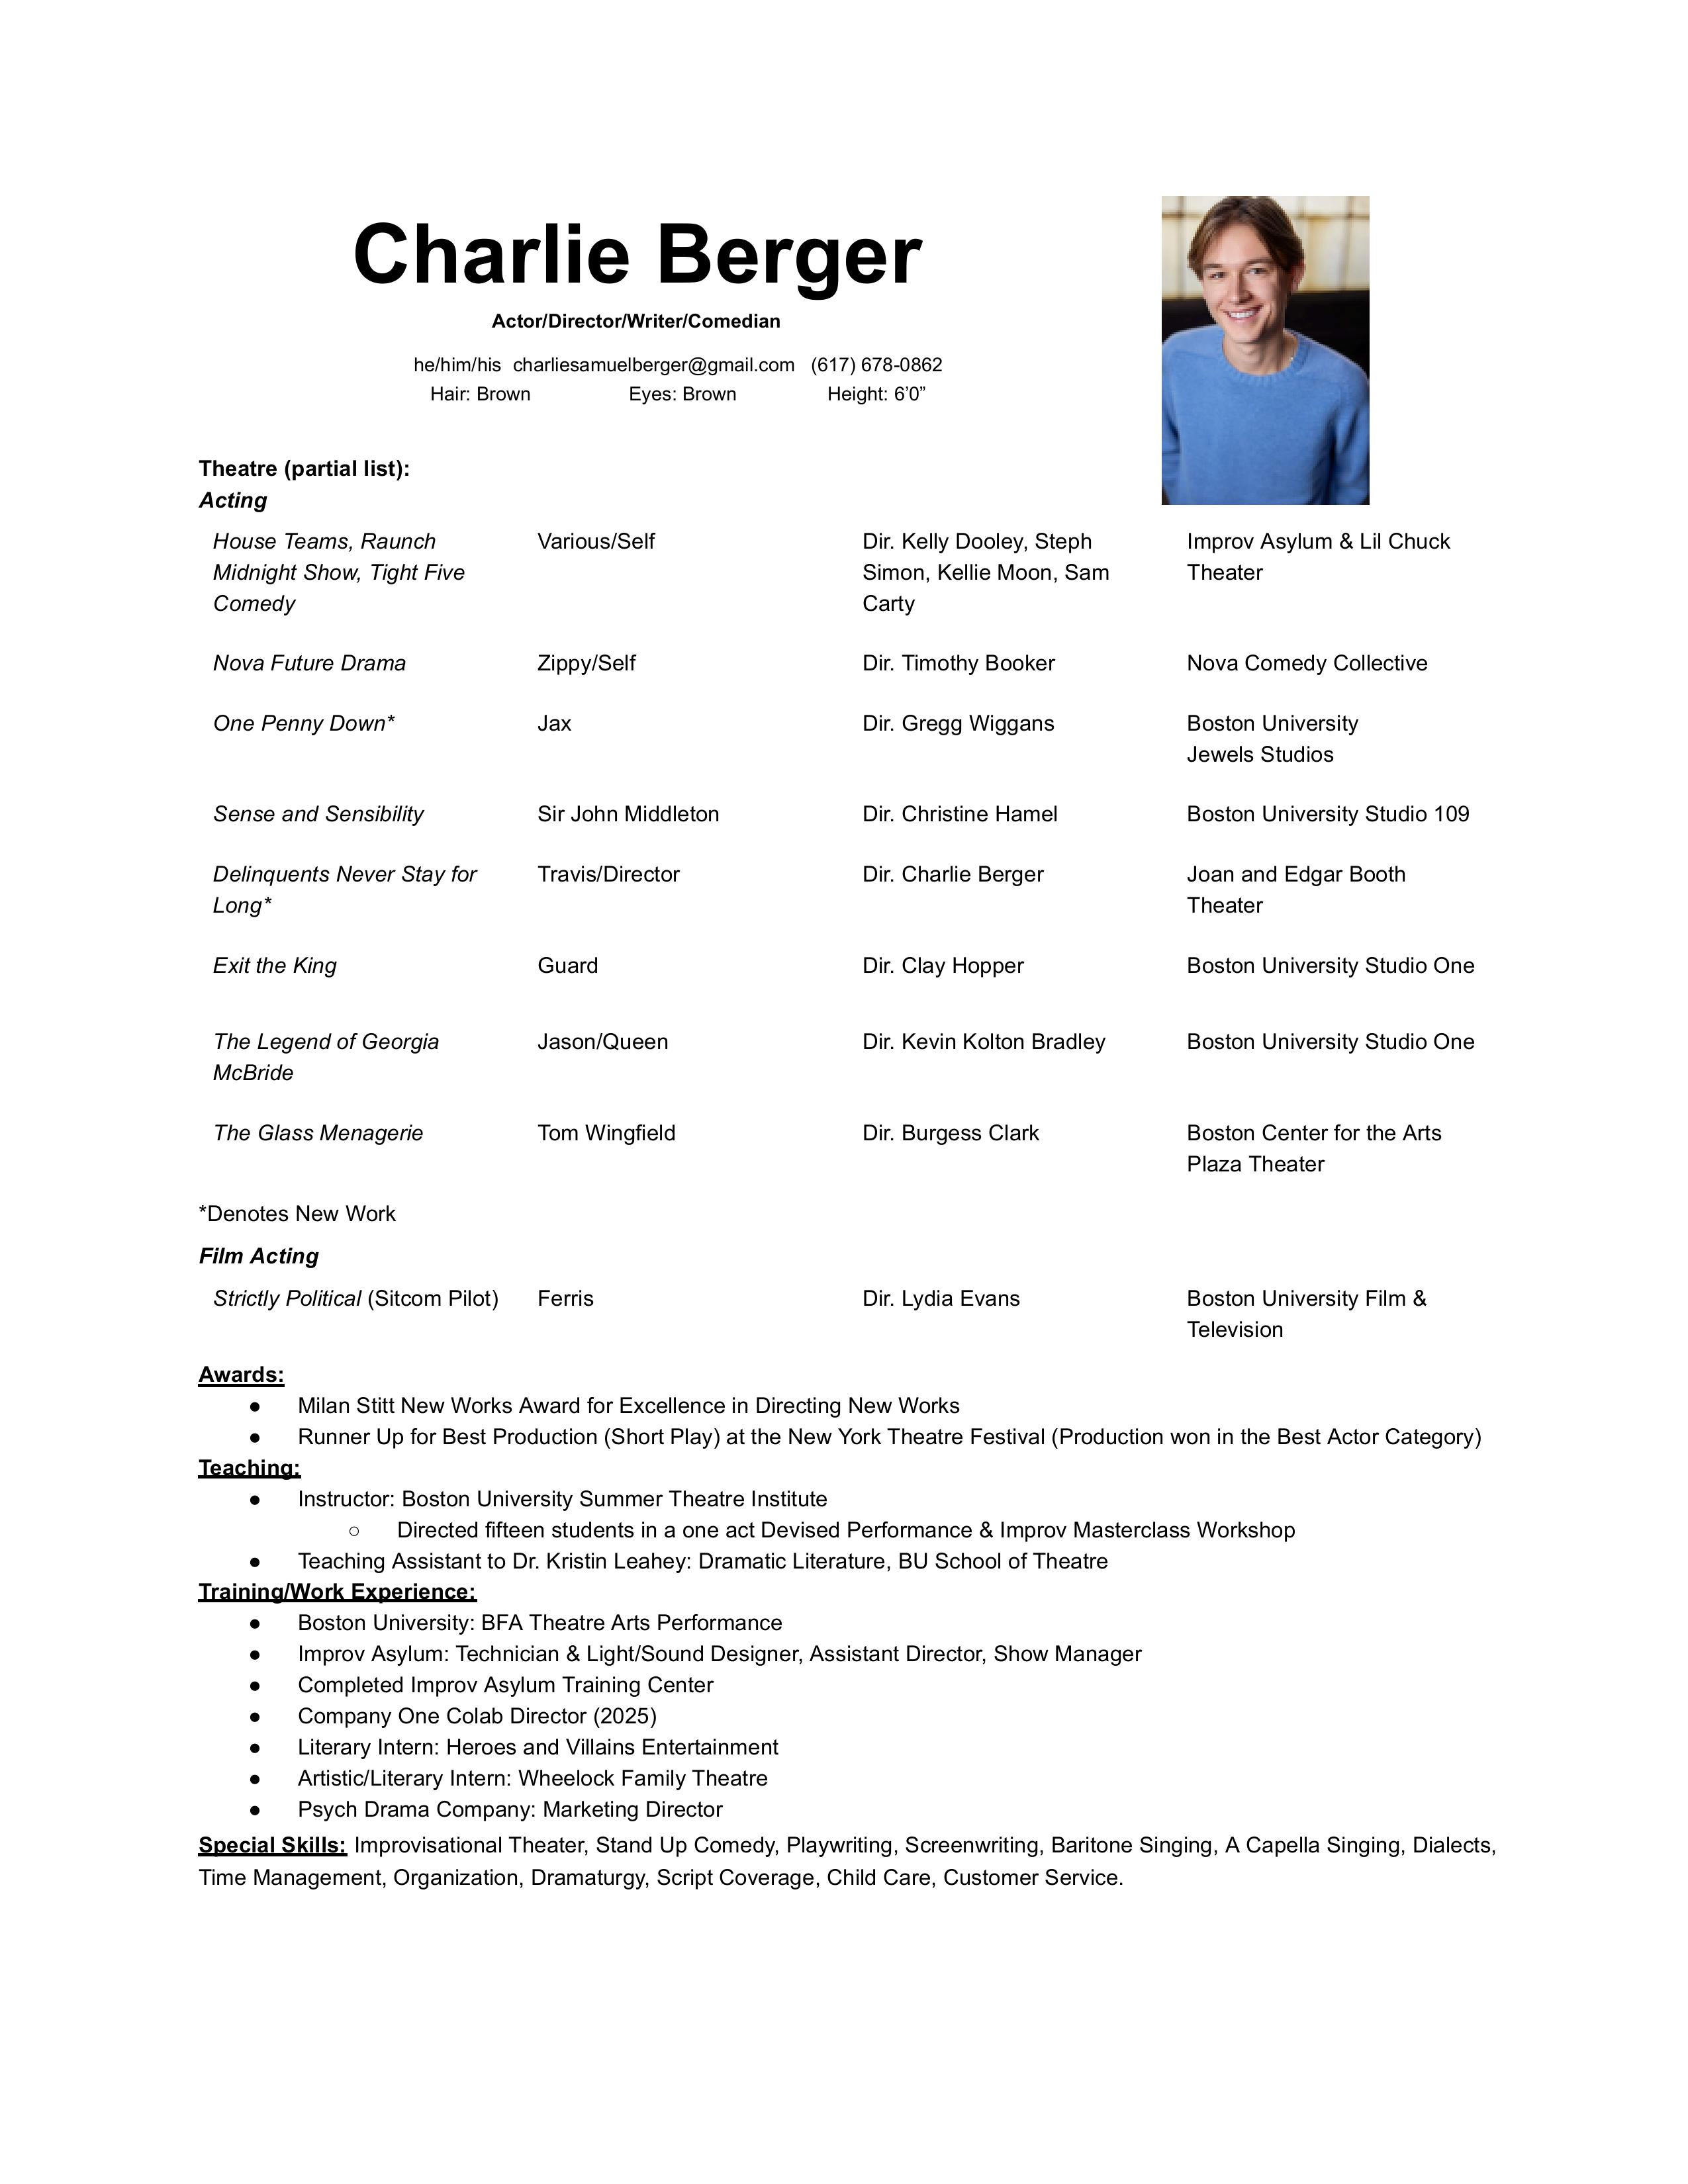 Charlie Berger
Actor/Director/Writer/Comedian
he/him/his charliesamuelberger@gmail.com (617) 678-0862
Hair: Brown Eyes: Brown Height: 6’0”
Theatre (partial list):
Acting
House Teams, Raunch Midnight Show, Tight Five Comedy Various/Self Dir. Kelly Dooley, Steph Simon, Kellie Moon, Sam Carty Improv Asylum & Lil Chuck Theater
Nova Future Drama Zippy/Self Dir. Timothy Booker Nova Comedy Collective
One Penny Down* Jax Dir. Gregg Wiggans Boston University Jewels Studios
Sense and Sensibility Sir John Middleton Dir. Christine Hamel Boston University Studio 109
Delinquents Never Stay for Long* Travis/Director Dir. Charlie Berger Joan and Edgar Booth Theater
Exit the King Guard Dir. Clay Hopper Boston University Studio One
The Legend of Georgia McBride Jason/Queen Dir. Kevin Kolton Bradley Boston University Studio One
The Glass Menagerie Tom Wingfield Dir. Burgess Clark Boston Center for the Arts Plaza Theater
*Denotes New Work
Film Acting
Strictly Political (Sitcom Pilot) Ferris Dir. Lydia Evans Boston University Film & Television
Awards:
● Milan Stitt New Works Award for Excellence in Directing New Works
● Runner Up for Best Production (Short Play) at the New York Theatre Festival (Production won in the Best Actor Category)
Teaching:
● Instructor: Boston University Summer Theatre Institute
○ Directed fifteen students in a one act Devised Performance & Improv Masterclass Workshop
● Teaching Assistant to Dr. Kristin Leahey: Dramatic Literature, BU School of Theatre
Training/Work Experience:
● Boston University: BFA Theatre Arts Performance
● Improv Asylum: Technician & Light/Sound Designer, Assistant Director, Show Manager
● Completed Improv Asylum Training Center
● Company One Colab Director (2025)
● Literary Intern: Heroes and Villains Entertainment
● Artistic/Literary Intern: Wheelock Family Theatre
● Psych Drama Company: Marketing Director
Special Skills: Improvisational Theater, Stand Up Comedy, Playwriting, Screenwriting, Baritone Singing, A Capella Singing, Dialects,
Time Management, Organization, Dramaturgy, Script Coverage, Child Care, Customer Service.